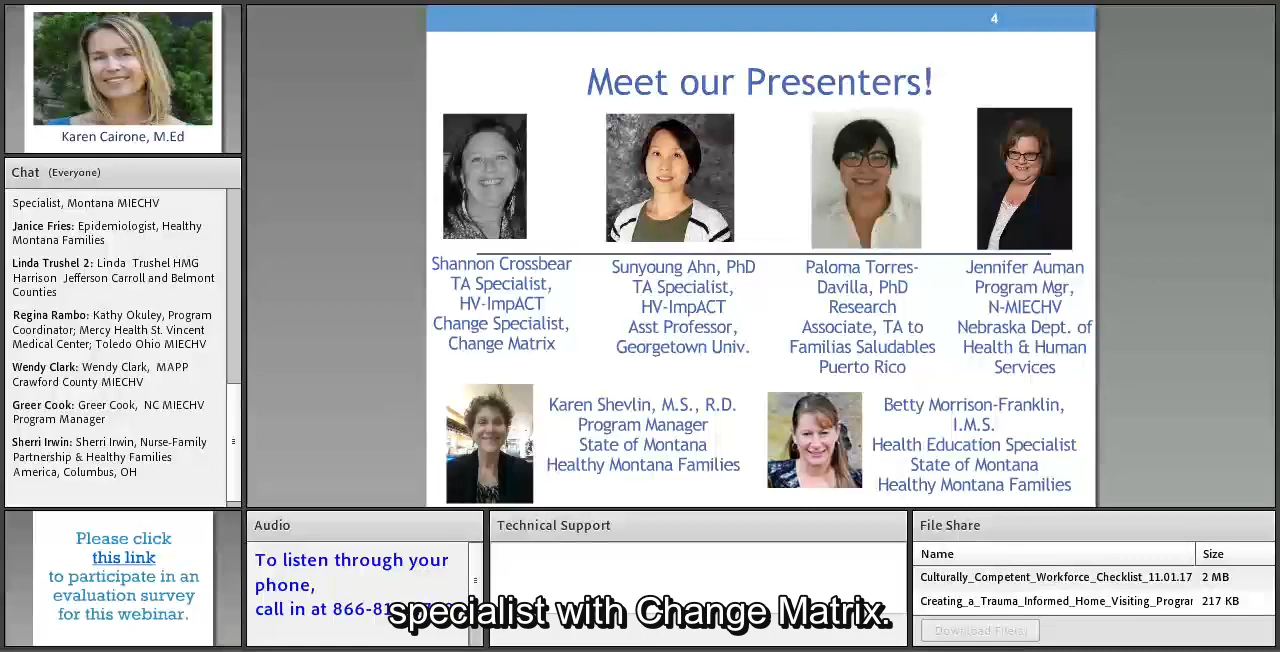 Karen Cairone, M.Ed
Chat (Everyone)
Specialist, Montana MIECHV
Janice Fries: Epidemiologist, Healthy
Montana Families
Linda Trushel 2: Linda Trushel HMG
Harrison Jefferson Carroll and Belmont
Counties
Regina Rambo: Kathy Okuley, Program
Coordinator; Mercy Health St. Vincent
Medical Center; Toledo Ohio MIECHV
Wendy Clark: Wendy Clark, MAPP
Crawford County MIECHV
Greer Cook: Greer Cook, NC MIECHV
Program Manager
Sherri Irwin: Sherri Irwin, Nurse-Family
Partnership & Healthy Families
America, Columbus, OH
Please click
this link
to participate in an
evaluation survey
for this webinar.
4
Meet our Presenters!
Shannon Crossbear
TA Specialist,
HV-ImpACT
Change Specialist,
Change Matrix
Sunyoung Ahn, PhD
TA Specialist,
HV-ImpACT
Asst Professor,
Georgetown Univ.
Paloma Torres-
Davilla, PhD
Research
Associate, TA to
Familias Saludables
Puerto Rico
Jennifer Auman
Program Mgr,
N-MIECHV
Nebraska Dept. of
Health & Human
Services
Karen Shevlin, M.S., R.D.
Program Manager
State of Montana
Healthy Montana Families
Betty Morrison-Franklin,
I.M.S.
Health Education Specialist
State of Montana
Healthy Montana Families
Audio
To listen through your
phone,
call in at
Technical Support
File Share
Name Size
Culturally_Competent_Workforce_Checklist_11.01.17 2 MB
Creating_a_Trauma_Informed_Home_Visiting_Prograr 217 KB
Download File(s)
specialist with Change Matrix.